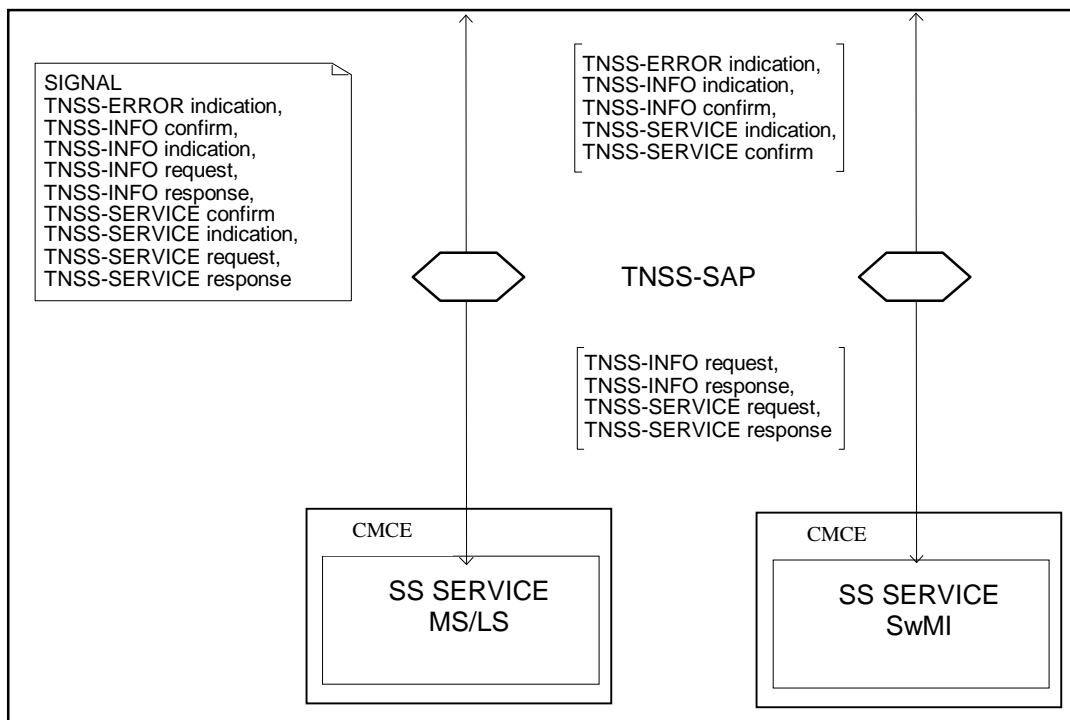 SIGNAL
TNSS-ERROR indication,
TNSS-INFO confirm,
TNSS-INFO indication,
TNSS-INFO request,
TNSS-INFO response,
TNSS-SERVICE confirm
TNSS-SERVICE indication,
TNSS-SERVICE request,
TNSS-SERVICE response
TNSS-ERROR indication,
TNSS-INFO indication,
TNSS-INFO confirm,
TNSS-SERVICE indication,
TNSS-SERVICE confirm
TNSS-SAP
TNSS-INFO request,
TNSS-INFO response,
TNSS-SERVICE request,
TNSS-SERVICE response
CMCE
SS SERVICE
MS/LS
CMCE
SS SERVICE
SwMI